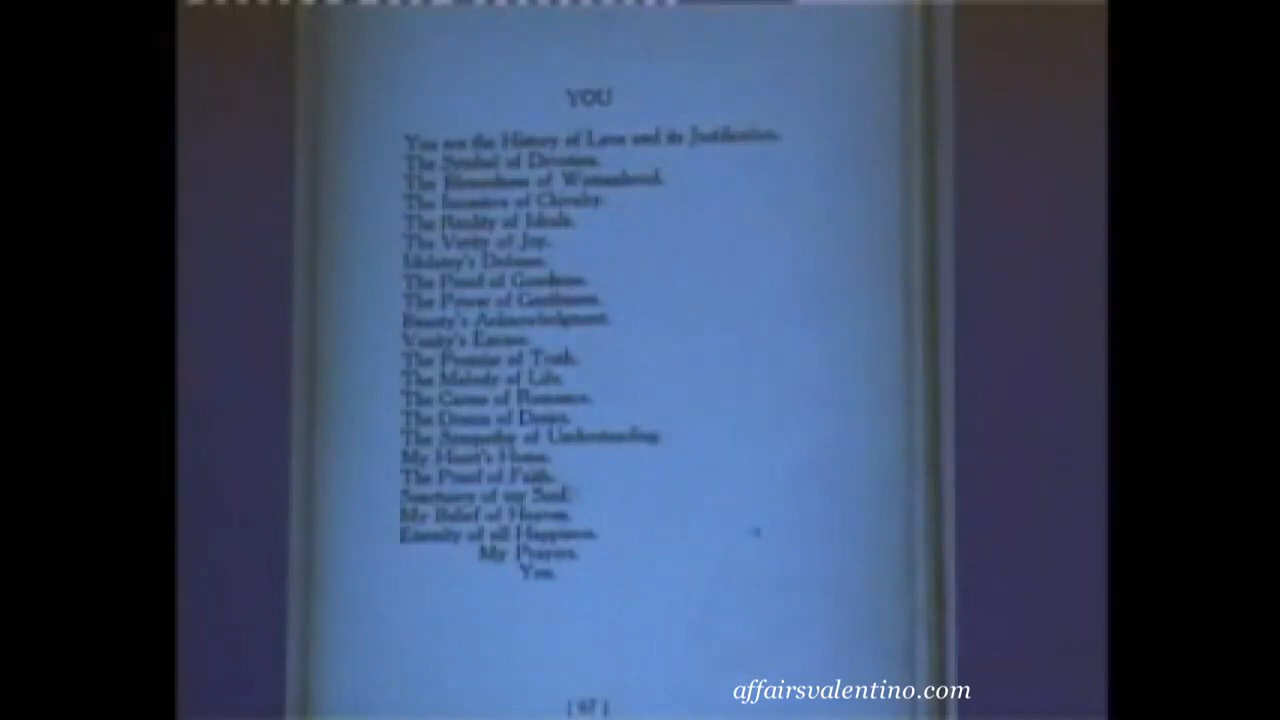 YOU
You are the History of Love and its Justification.
The Symbol of Devotion.
The Blessedness of Womanhood.
The Incentive of Chivalry.
The Reality of Ideals.
The Verity of Joy.
Idolatry's Defense.
The Proof of Goodness.
The Power of Gentleness.
Beauty's Acknowledgment.
Vanity's Excuse.
The Promise of Truth.
The Melody of Life.
The Caress of Romance.
The Dream of Desire.
The Sympathy of Understanding.
My Heart's Home.
The Proof of Faith.
Sanctuary of my Soul.
My Belief of Heaven.
Eternity of all Happiness.
My Prayers.
You.
[ 67 ]
affairsvalentino.com